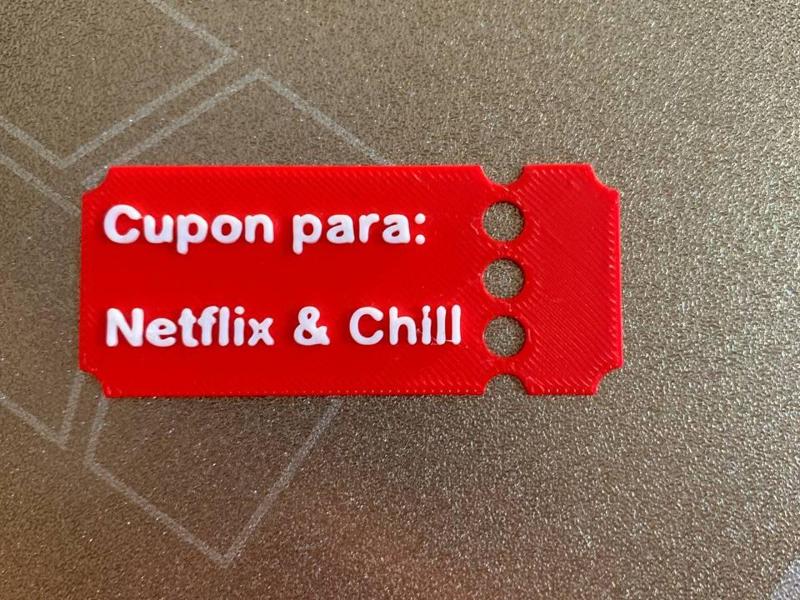 Cupon para:
Netflix & Chill